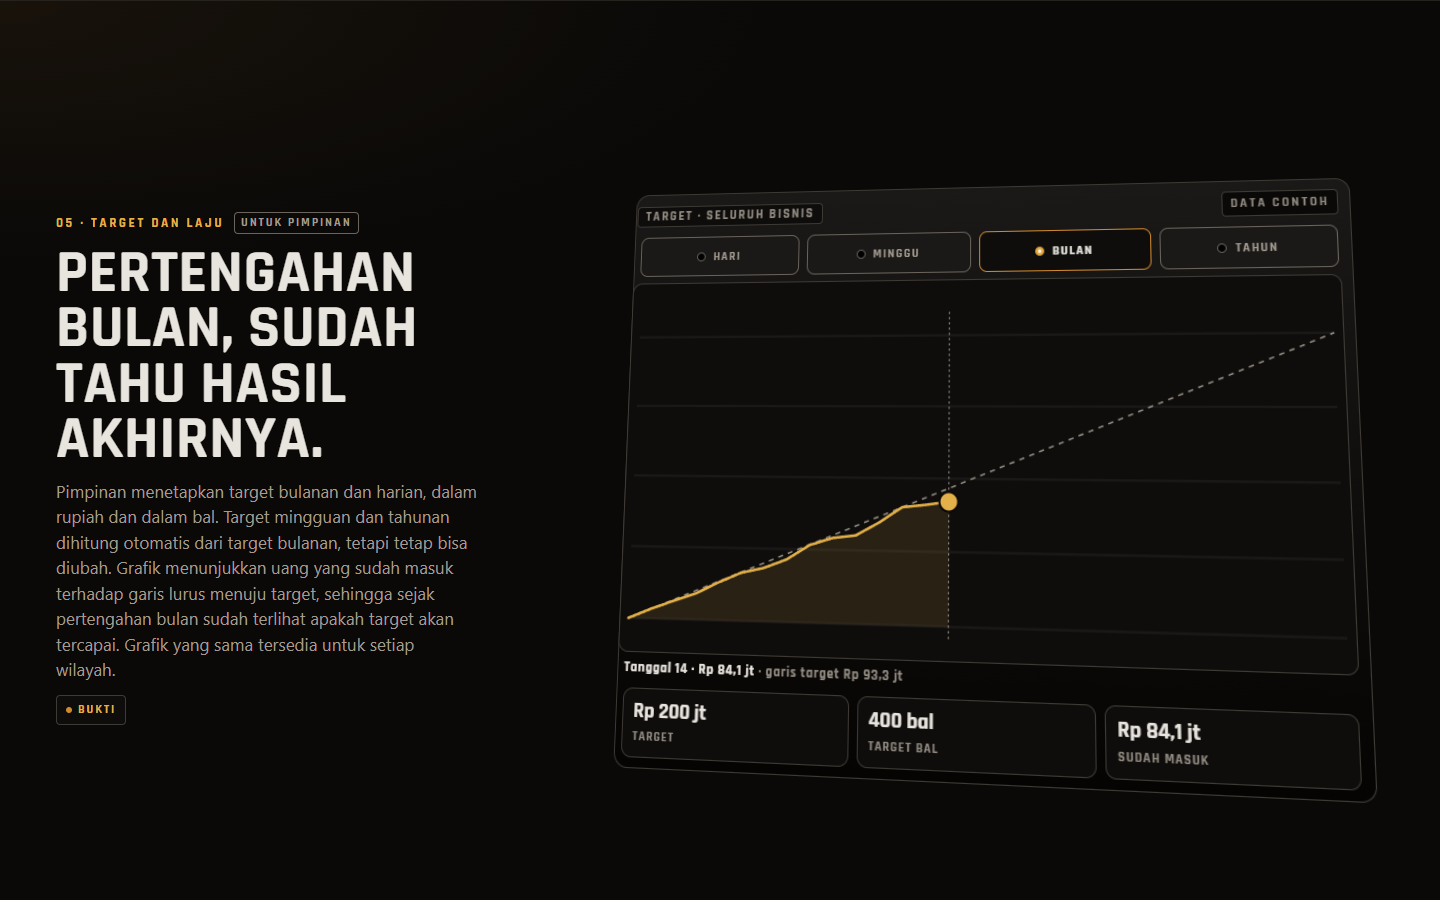 05 · TARGET DAN LAJU
UNTUK PIMPINAN
PERTENGAHAN
BULAN, SUDAH
TAHU HASIL
AKHIRNYA.
Pimpinan menetapkan target bulanan dan harian, dalam
rupiah dan dalam bal. Target mingguan dan tahunan
dihitung otomatis dari target bulanan, tetapi tetap bisa
diubah. Grafik menunjukkan uang yang sudah masuk
terhadap garis lurus menuju target, sehingga sejak
pertengahan bulan sudah terlihat apakah target akan
tercapai. Grafik yang sama tersedia untuk setiap
wilayah.
BUKTI
TARGET · SELURUH BISNIS
DATA CONTOH
HARI
MINGGU
BULAN
TAHUN
Tanggal 14 · Rp 84,1 jt · garis target Rp 93,3 jt
Rp 200 jt
TARGET
400 bal
TARGET BAL
Rp 84,1 jt
SUDAH MASUK